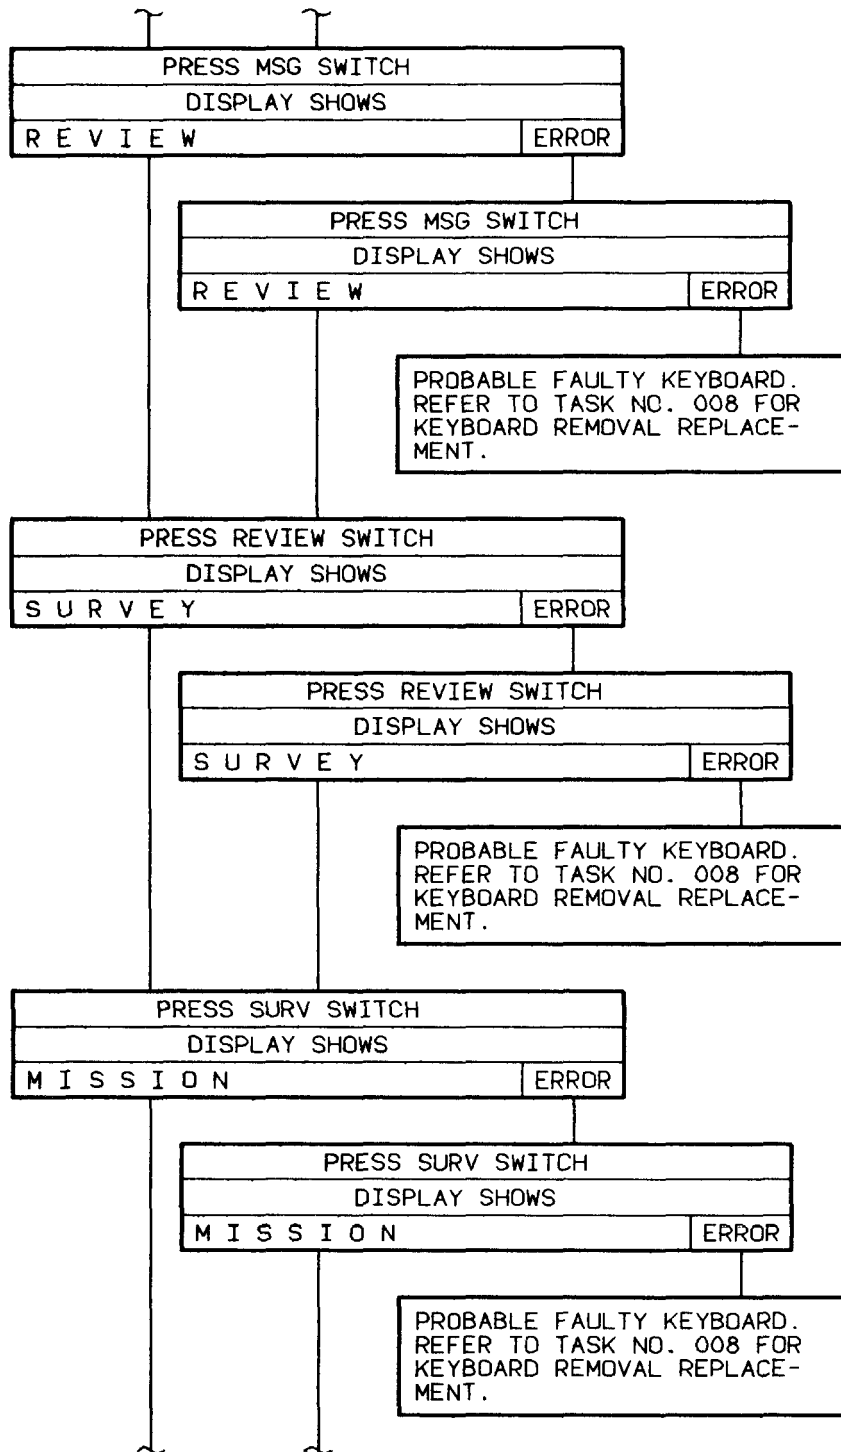 PRESS MSG SWITCH
DISPLAY SHOWS
R E V I E W ERROR
PRESS MSG SWITCH
DISPLAY SHOWS
R E V I E W ERROR
PROBABLE FAULTY KEYBOARD.
REFER TO TASK NO. 008 FOR
KEYBOARD REMOVAL REPLACE-
MENT.
PRESS REVIEW SWITCH
DISPLAY SHOWS
S U R V E Y ERROR
PRESS REVIEW SWITCH
DISPLAY SHOWS
S U R V E Y ERROR
PROBABLE FAULTY KEYBOARD.
REFER TO TASK NO. 008 FOR
KEYBOARD REMOVAL REPLACE-
MENT.
PRESS SURV SWITCH
DISPLAY SHOWS
M I S S I O N ERROR
PRESS SURV SWITCH
DISPLAY SHOWS
M I S S I O N ERROR
PROBABLE FAULTY KEYBOARD.
REFER TO TASK NO. 008 FOR
KEYBOARD REMOVAL REPLACE-
MENT.